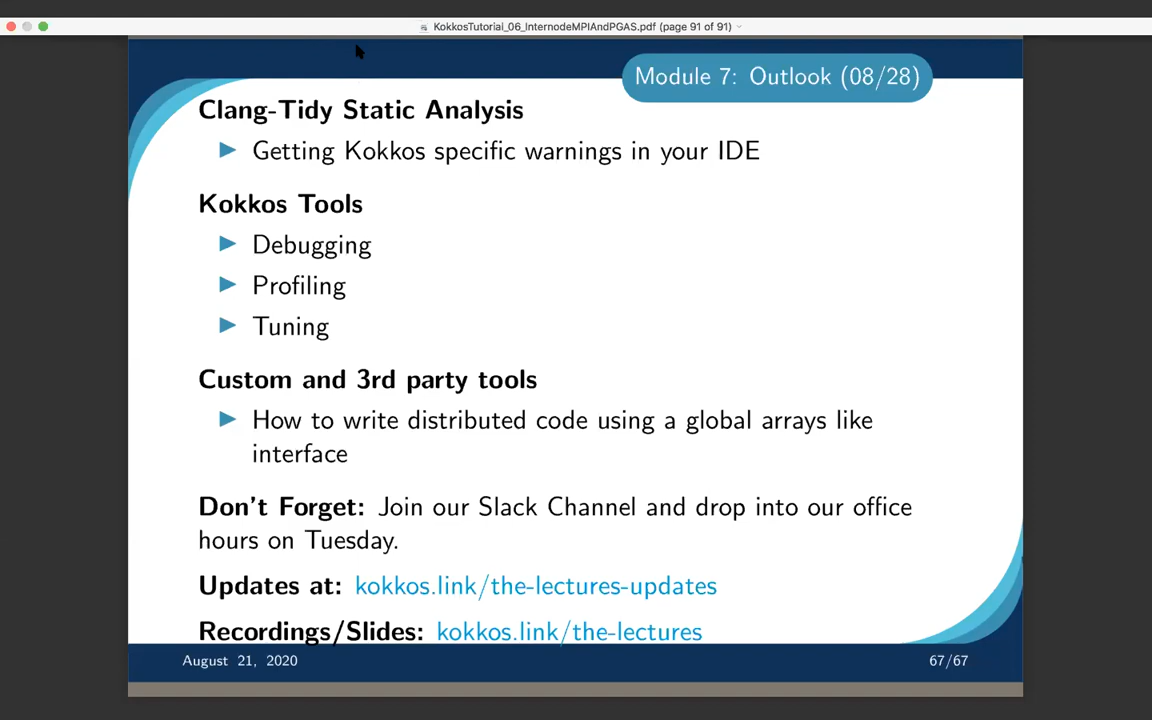 KokkosTutorial_06_InternodeMPIAndPGAS.pdf (page 91 of 91)
Module 7: Outlook (08/28)
Clang-Tidy Static Analysis
Getting Kokkos specific warnings in your IDE
Kokkos Tools
Debugging
Profiling
Tuning
Custom and 3rd party tools
How to write distributed code using a global arrays like
interface
Don't Forget: Join our Slack Channel and drop into our office
hours on Tuesday.
Updates at: kokkos.link/the-lectures-updates
Recordings/Slides: kokkos.link/the-lectures
August 21, 2020
67/67